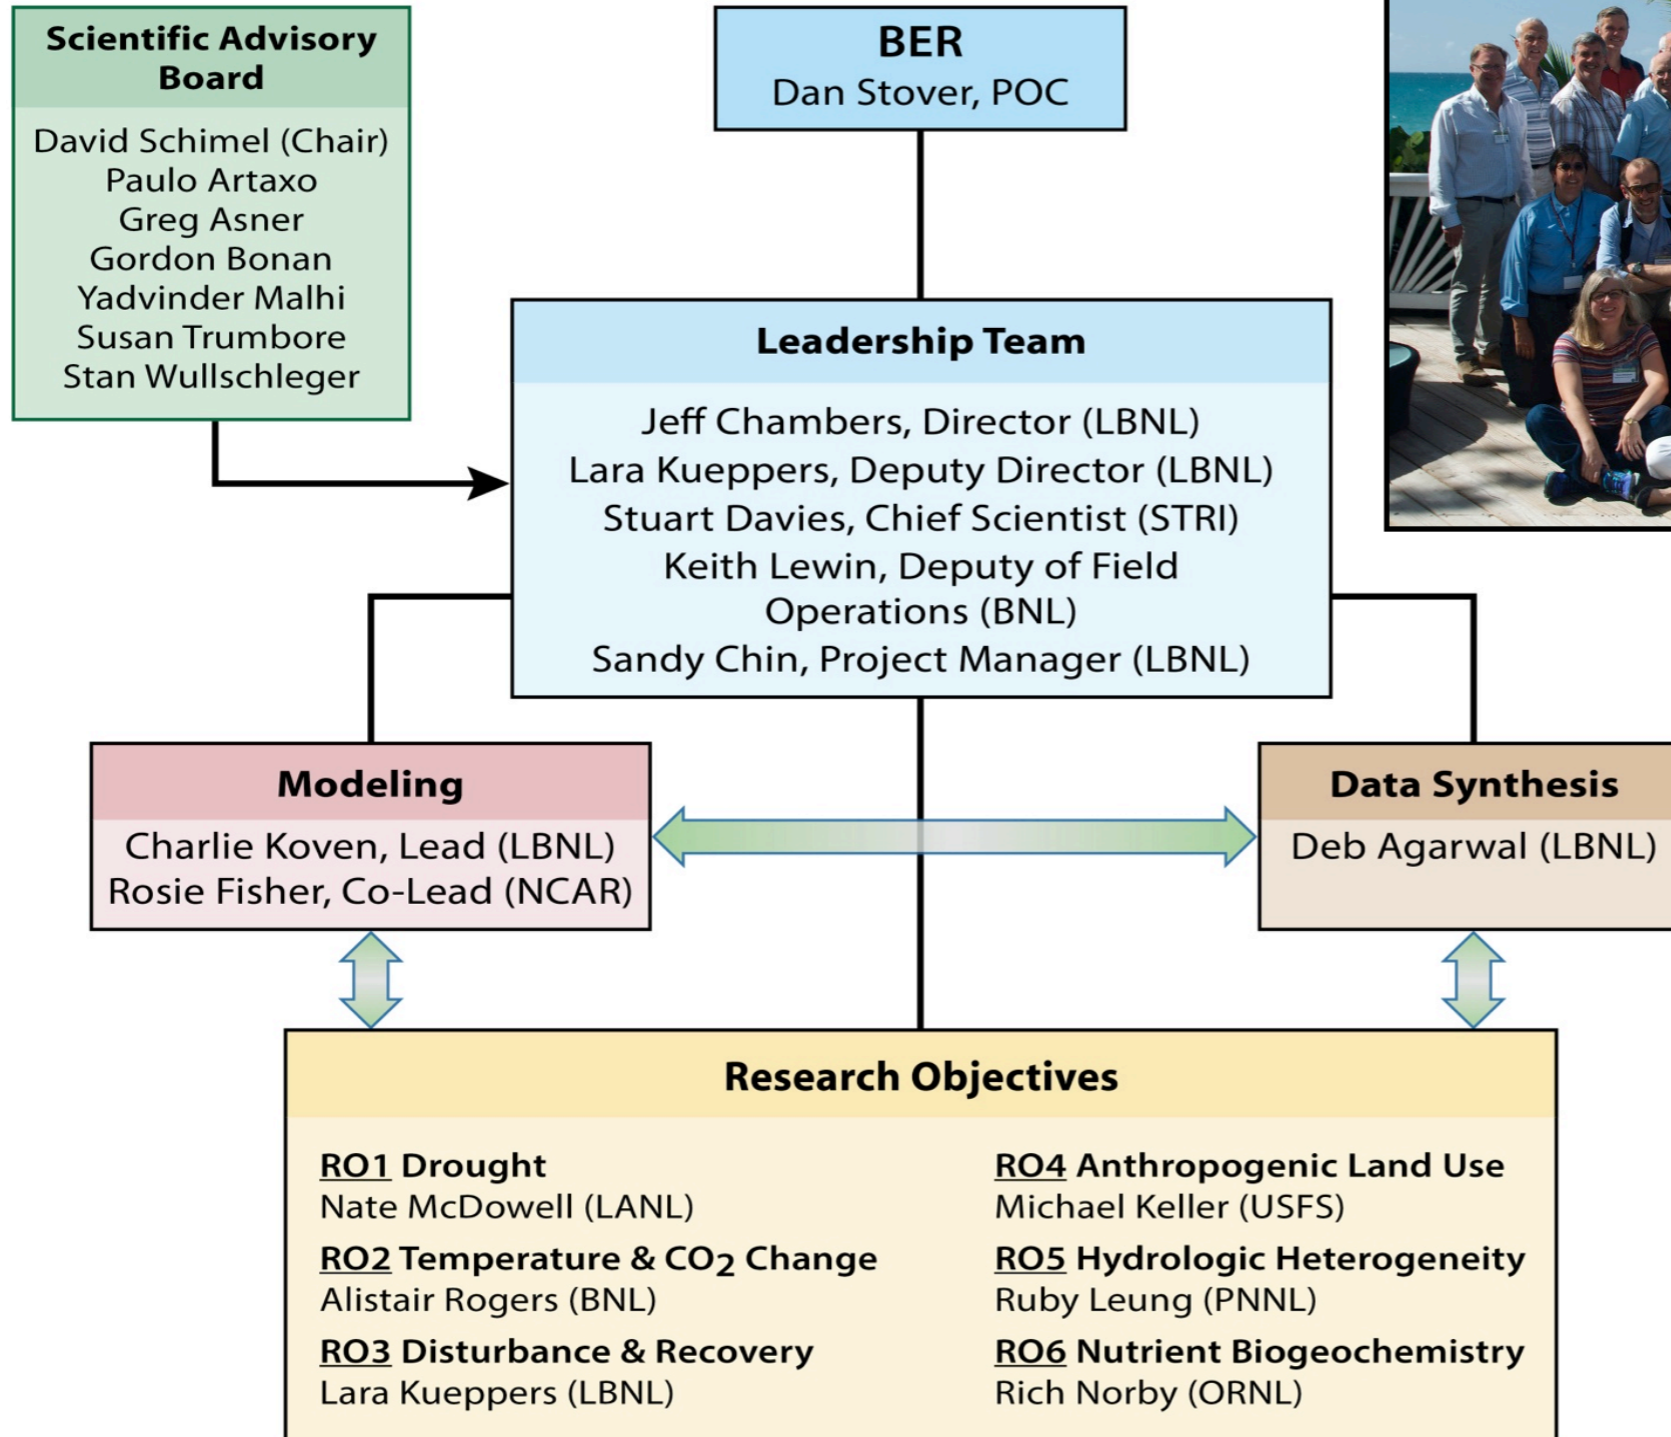 Scientific Advisory
Board
David Schimel (Chair)
Paulo Artaxo
Greg Asner
Gordon Bonan
Yadvinder Malhi
Susan Trumbore
Stan Wullschleger
BER
Dan Stover, POC
Leadership Team
Jeff Chambers, Director (LBNL)
Lara Kueppers, Deputy Director (LBNL)
Stuart Davies, Chief Scientist (STRI)
Keith Lewin, Deputy of Field
Operations (BNL)
Sandy Chin, Project Manager (LBNL)
Modeling
Charlie Koven, Lead (LBNL)
Rosie Fisher, Co-Lead (NCAR)
Data Synthesis
Deb Agarwal (LBNL)
Research Objectives
RO1 Drought
Nate McDowell (LANL)
RO2 Temperature & CO₂ Change
Alistair Rogers (BNL)
RO3 Disturbance & Recovery
Lara Kueppers (LBNL)
RO4 Anthropogenic Land Use
Michael Keller (USFS)
RO5 Hydrologic Heterogeneity
Ruby Leung (PNNL)
RO6 Nutrient Biogeochemistry
Rich Norby (ORNL)